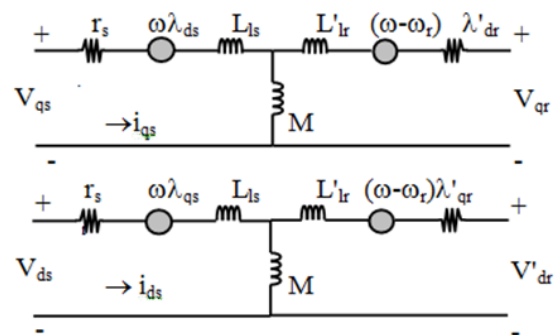 + r_s ωλ_ds L_ls L'_lr (ω-ω_r) λ'_dr +
V_qs V_qr
→i_qs M
- -
+ r_s ωλ_qs L_ls L'_lr (ω-ω_r)λ'_qr +
V_ds V'_dr
→ i_ds M
- -